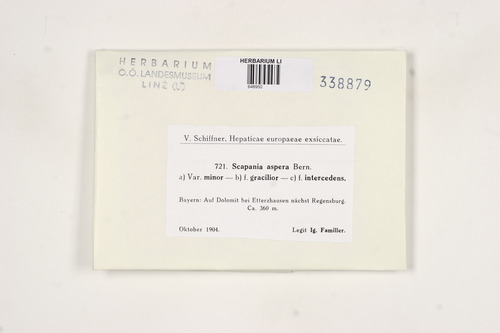 HERBARIUM
O.Ö. LANDESMUSEUM
LINZ (L)
HERBARIUM LI
338879
V. Schiffner, Hepaticae europaeae exsiccatae.
721. Scapania aspera Bern.
a) Var. minor — b) f. gracilior — c) f. intercedens.
Bayern: Auf Dolomit bei Etterzhausen nächst Regensburg.
Ca. 360 m.
Oktober 1904. Legit Ig. Familler.